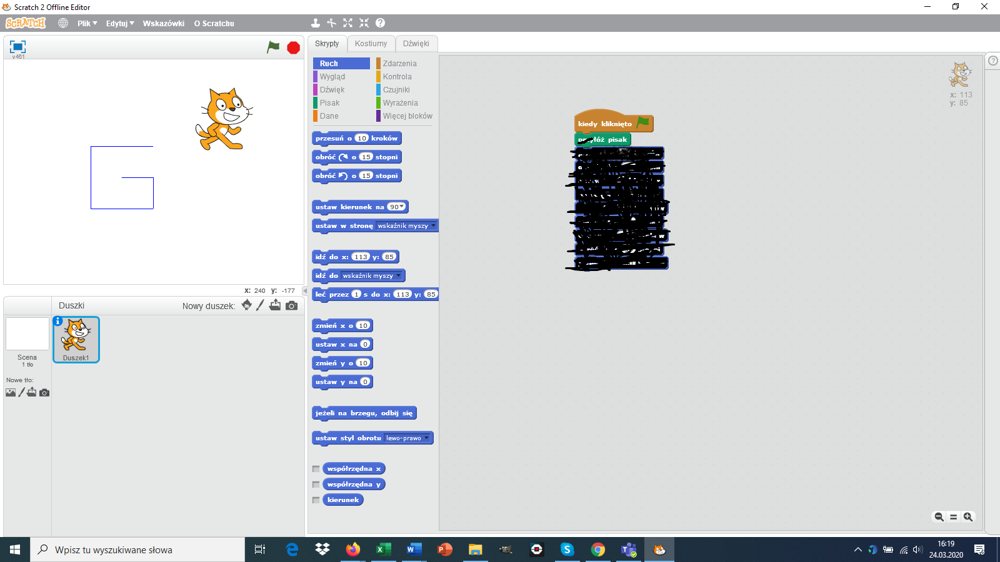 Scratch 2 Offline Editor
SCRATCH Plik Edytuj Wskazówki O Scratchu
v461
Skrypty Kostiumy Dźwięki
Ruch Zdarzenia
Wygląd Kontrola
Dźwięk Czujniki
Pisak Wyrażenia
Dane Więcej bloków
przesuń o 10 kroków
obróć o 15 stopni
obróć o 15 stopni
ustaw kierunek na 90
ustaw w stronę wskaźnik myszy
idź do x: 113 y: 85
idź do wskaźnik myszy
leć przez 1 s do x: 113 y: 85
zmień x o 10
ustaw x na 0
zmień y o 10
ustaw y na 0
jeżeli na brzegu, odbij się
ustaw styl obrotu lewo-prawo
współrzędna x
współrzędna y
kierunek
kiedy kliknięto
przyłóż pisak
x: 113
y: 85
x: 240 y: -177
Duszki Nowy duszek:
Duszek1
Scena
1 tło
Nowe tło:
Wpisz tu wyszukiwane słowa
16:19
24.03.2020